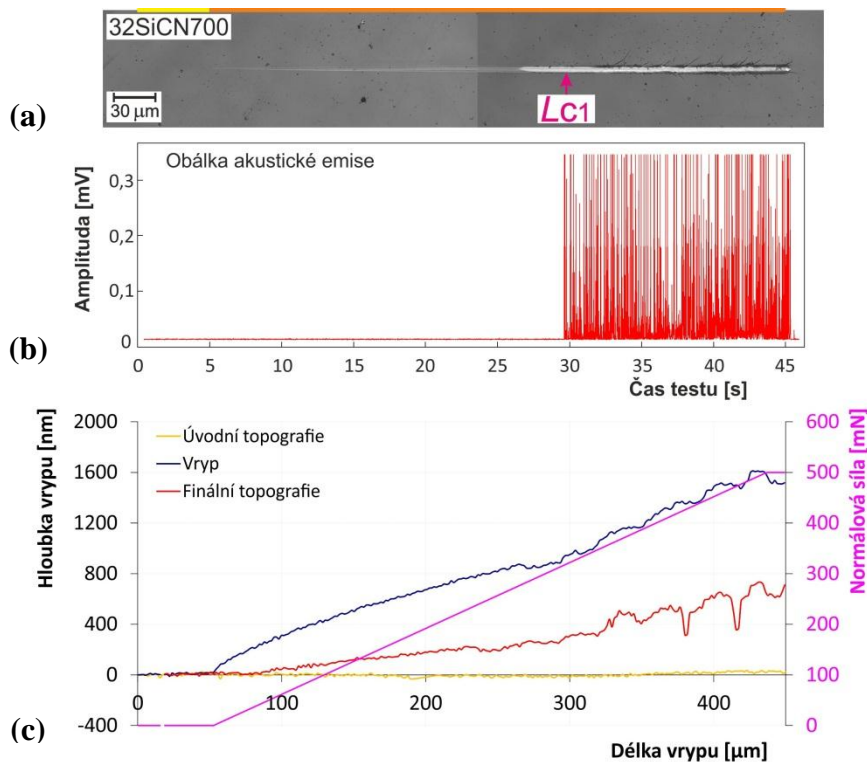 32SiCN700
30 µm
LC1
(a)
Obálka akustické emise
Amplituda [mV]
0,3
0,2
0,1
0
0 5 10 15 20 25 30 35 40 45
Čas testu [s]
(b)
Hloubka vrypu [nm]
2000
1600
1200
800
400
0
-400
Úvodní topografie
Vryp
Finální topografie
0 100 200 300 400
Délka vrypu [µm]
600
500
400
300
200
100
0
Normálová síla [mN]
(c)